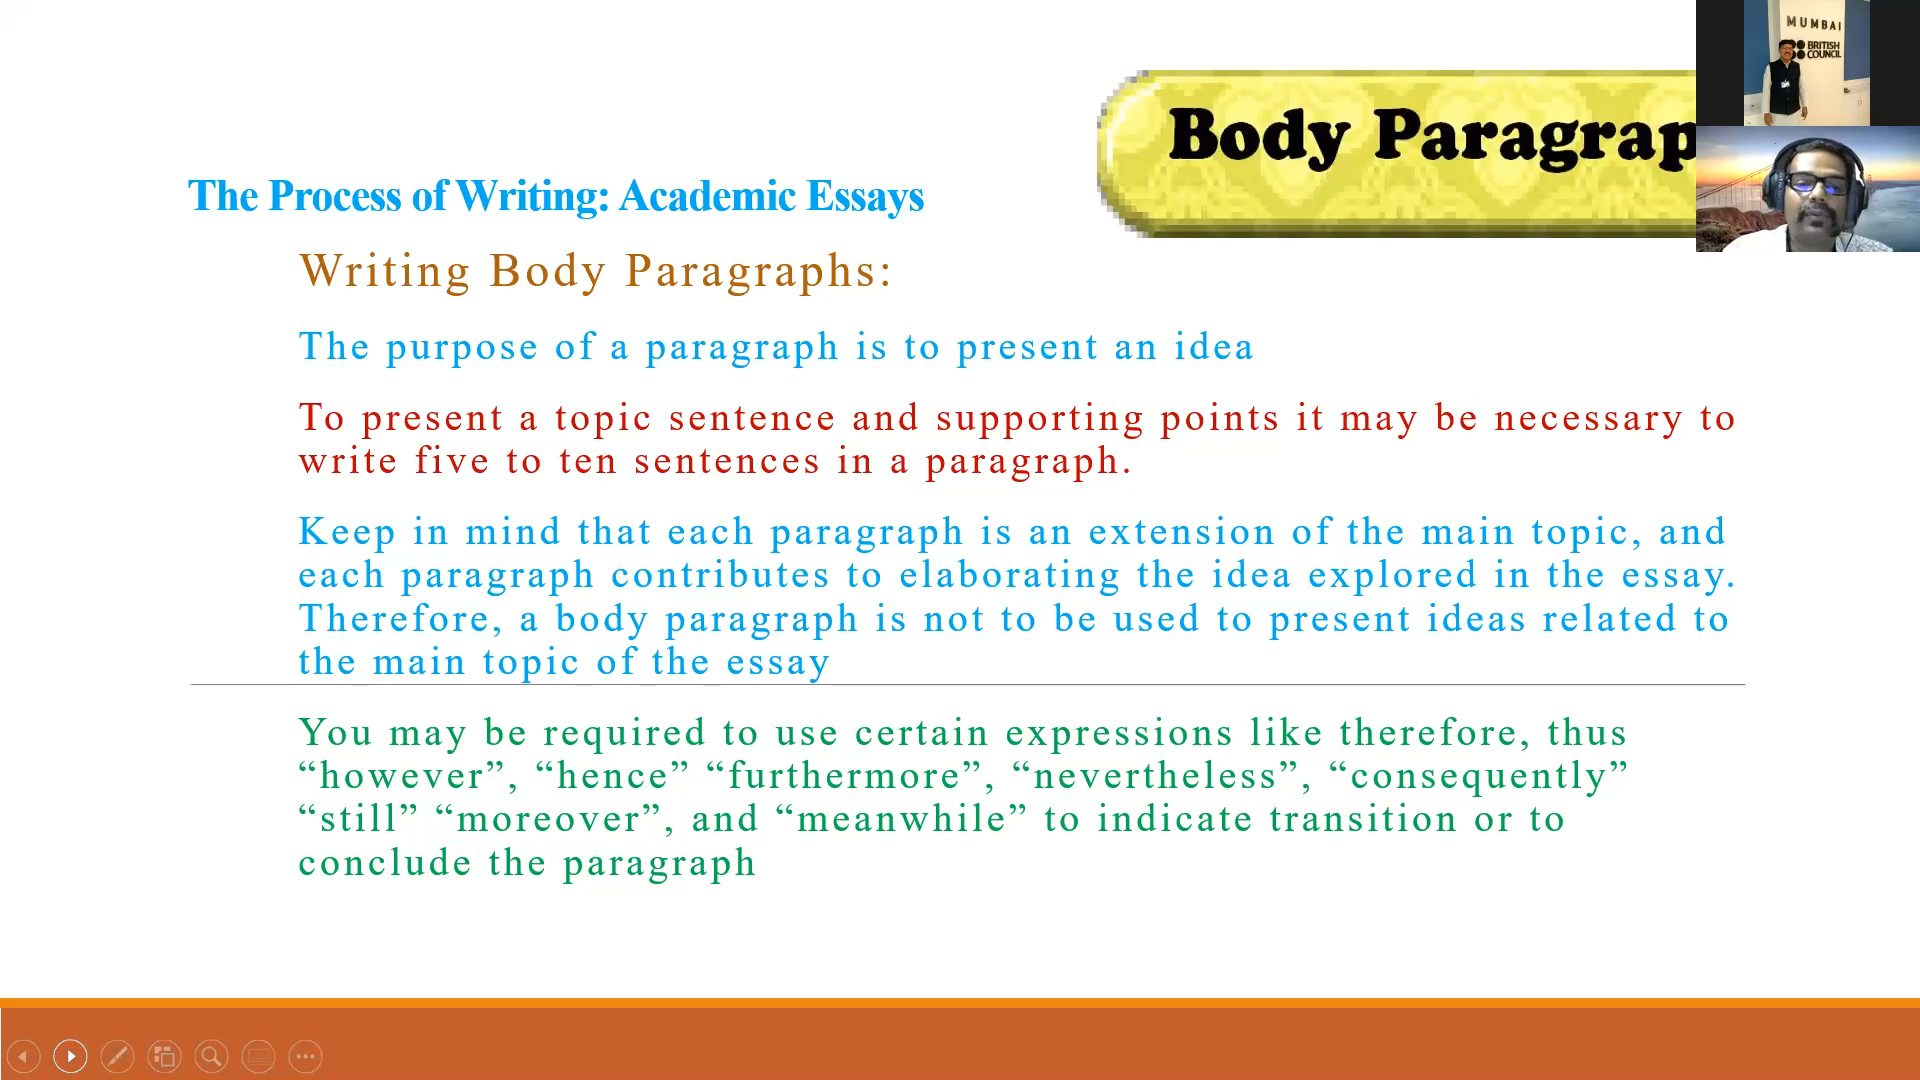 MUMBAI
BRITISH
COUNCIL
Body Paragrap
The Process of Writing: Academic Essays
Writing Body Paragraphs:
The purpose of a paragraph is to present an idea
To present a topic sentence and supporting points it may be necessary to
write five to ten sentences in a paragraph.
Keep in mind that each paragraph is an extension of the main topic, and
each paragraph contributes to elaborating the idea explored in the essay.
Therefore, a body paragraph is not to be used to present ideas related to
the main topic of the essay
You may be required to use certain expressions like therefore, thus
“however”, “hence” “furthermore”, “nevertheless”, “consequently”
“still” “moreover”, and “meanwhile” to indicate transition or to
conclude the paragraph